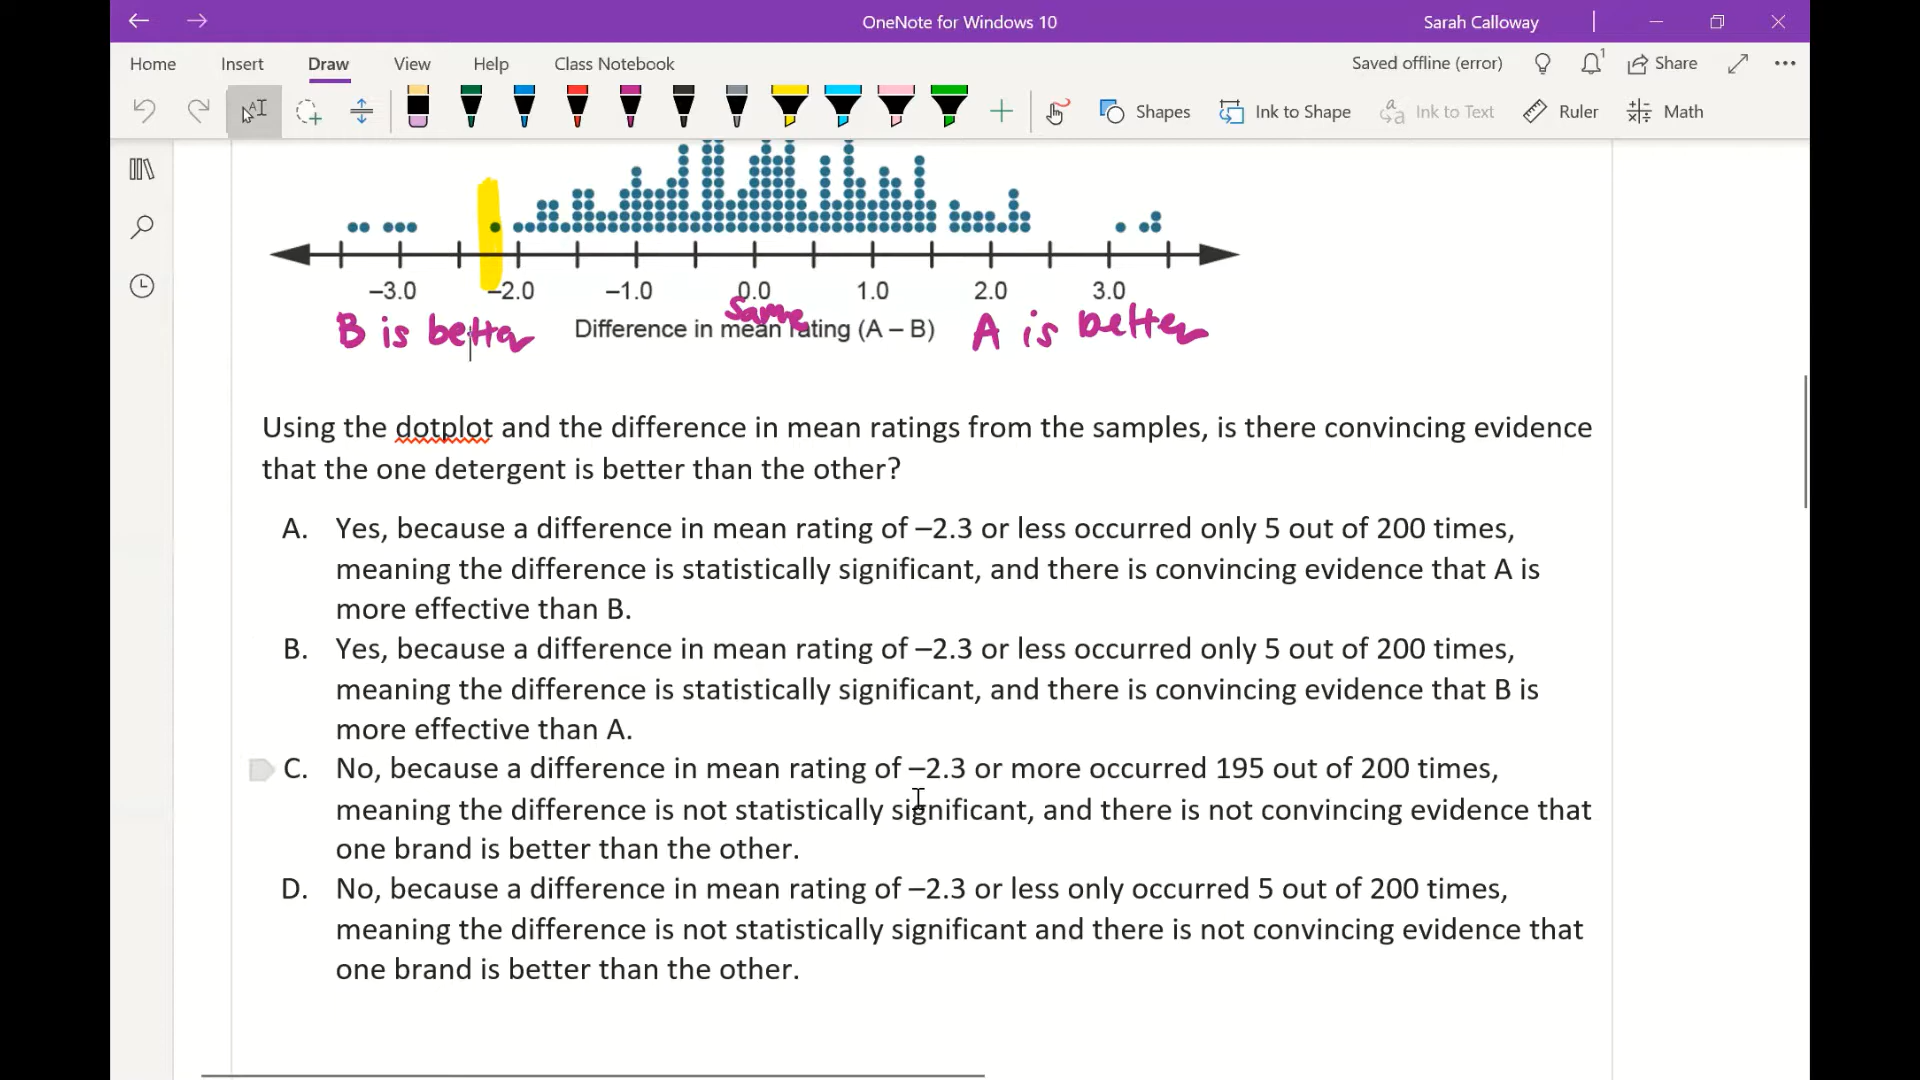 OneNote for Windows 10
Sarah Calloway
Home Insert Draw View Help Class Notebook
Saved offline (error)
1
Share
Shapes
Ink to Shape
Ink to Text
Ruler
Math
–3.0 –2.0 –1.0 0.0 1.0 2.0 3.0
B is better
same
Difference in mean rating (A – B)
A is better
Using the dotplot and the difference in mean ratings from the samples, is there convincing evidence
that the one detergent is better than the other?
A. Yes, because a difference in mean rating of –2.3 or less occurred only 5 out of 200 times,
meaning the difference is statistically significant, and there is convincing evidence that A is
more effective than B.
B. Yes, because a difference in mean rating of –2.3 or less occurred only 5 out of 200 times,
meaning the difference is statistically significant, and there is convincing evidence that B is
more effective than A.
C. No, because a difference in mean rating of –2.3 or more occurred 195 out of 200 times,
meaning the difference is not statistically significant, and there is not convincing evidence that
one brand is better than the other.
D. No, because a difference in mean rating of –2.3 or less only occurred 5 out of 200 times,
meaning the difference is not statistically significant and there is not convincing evidence that
one brand is better than the other.